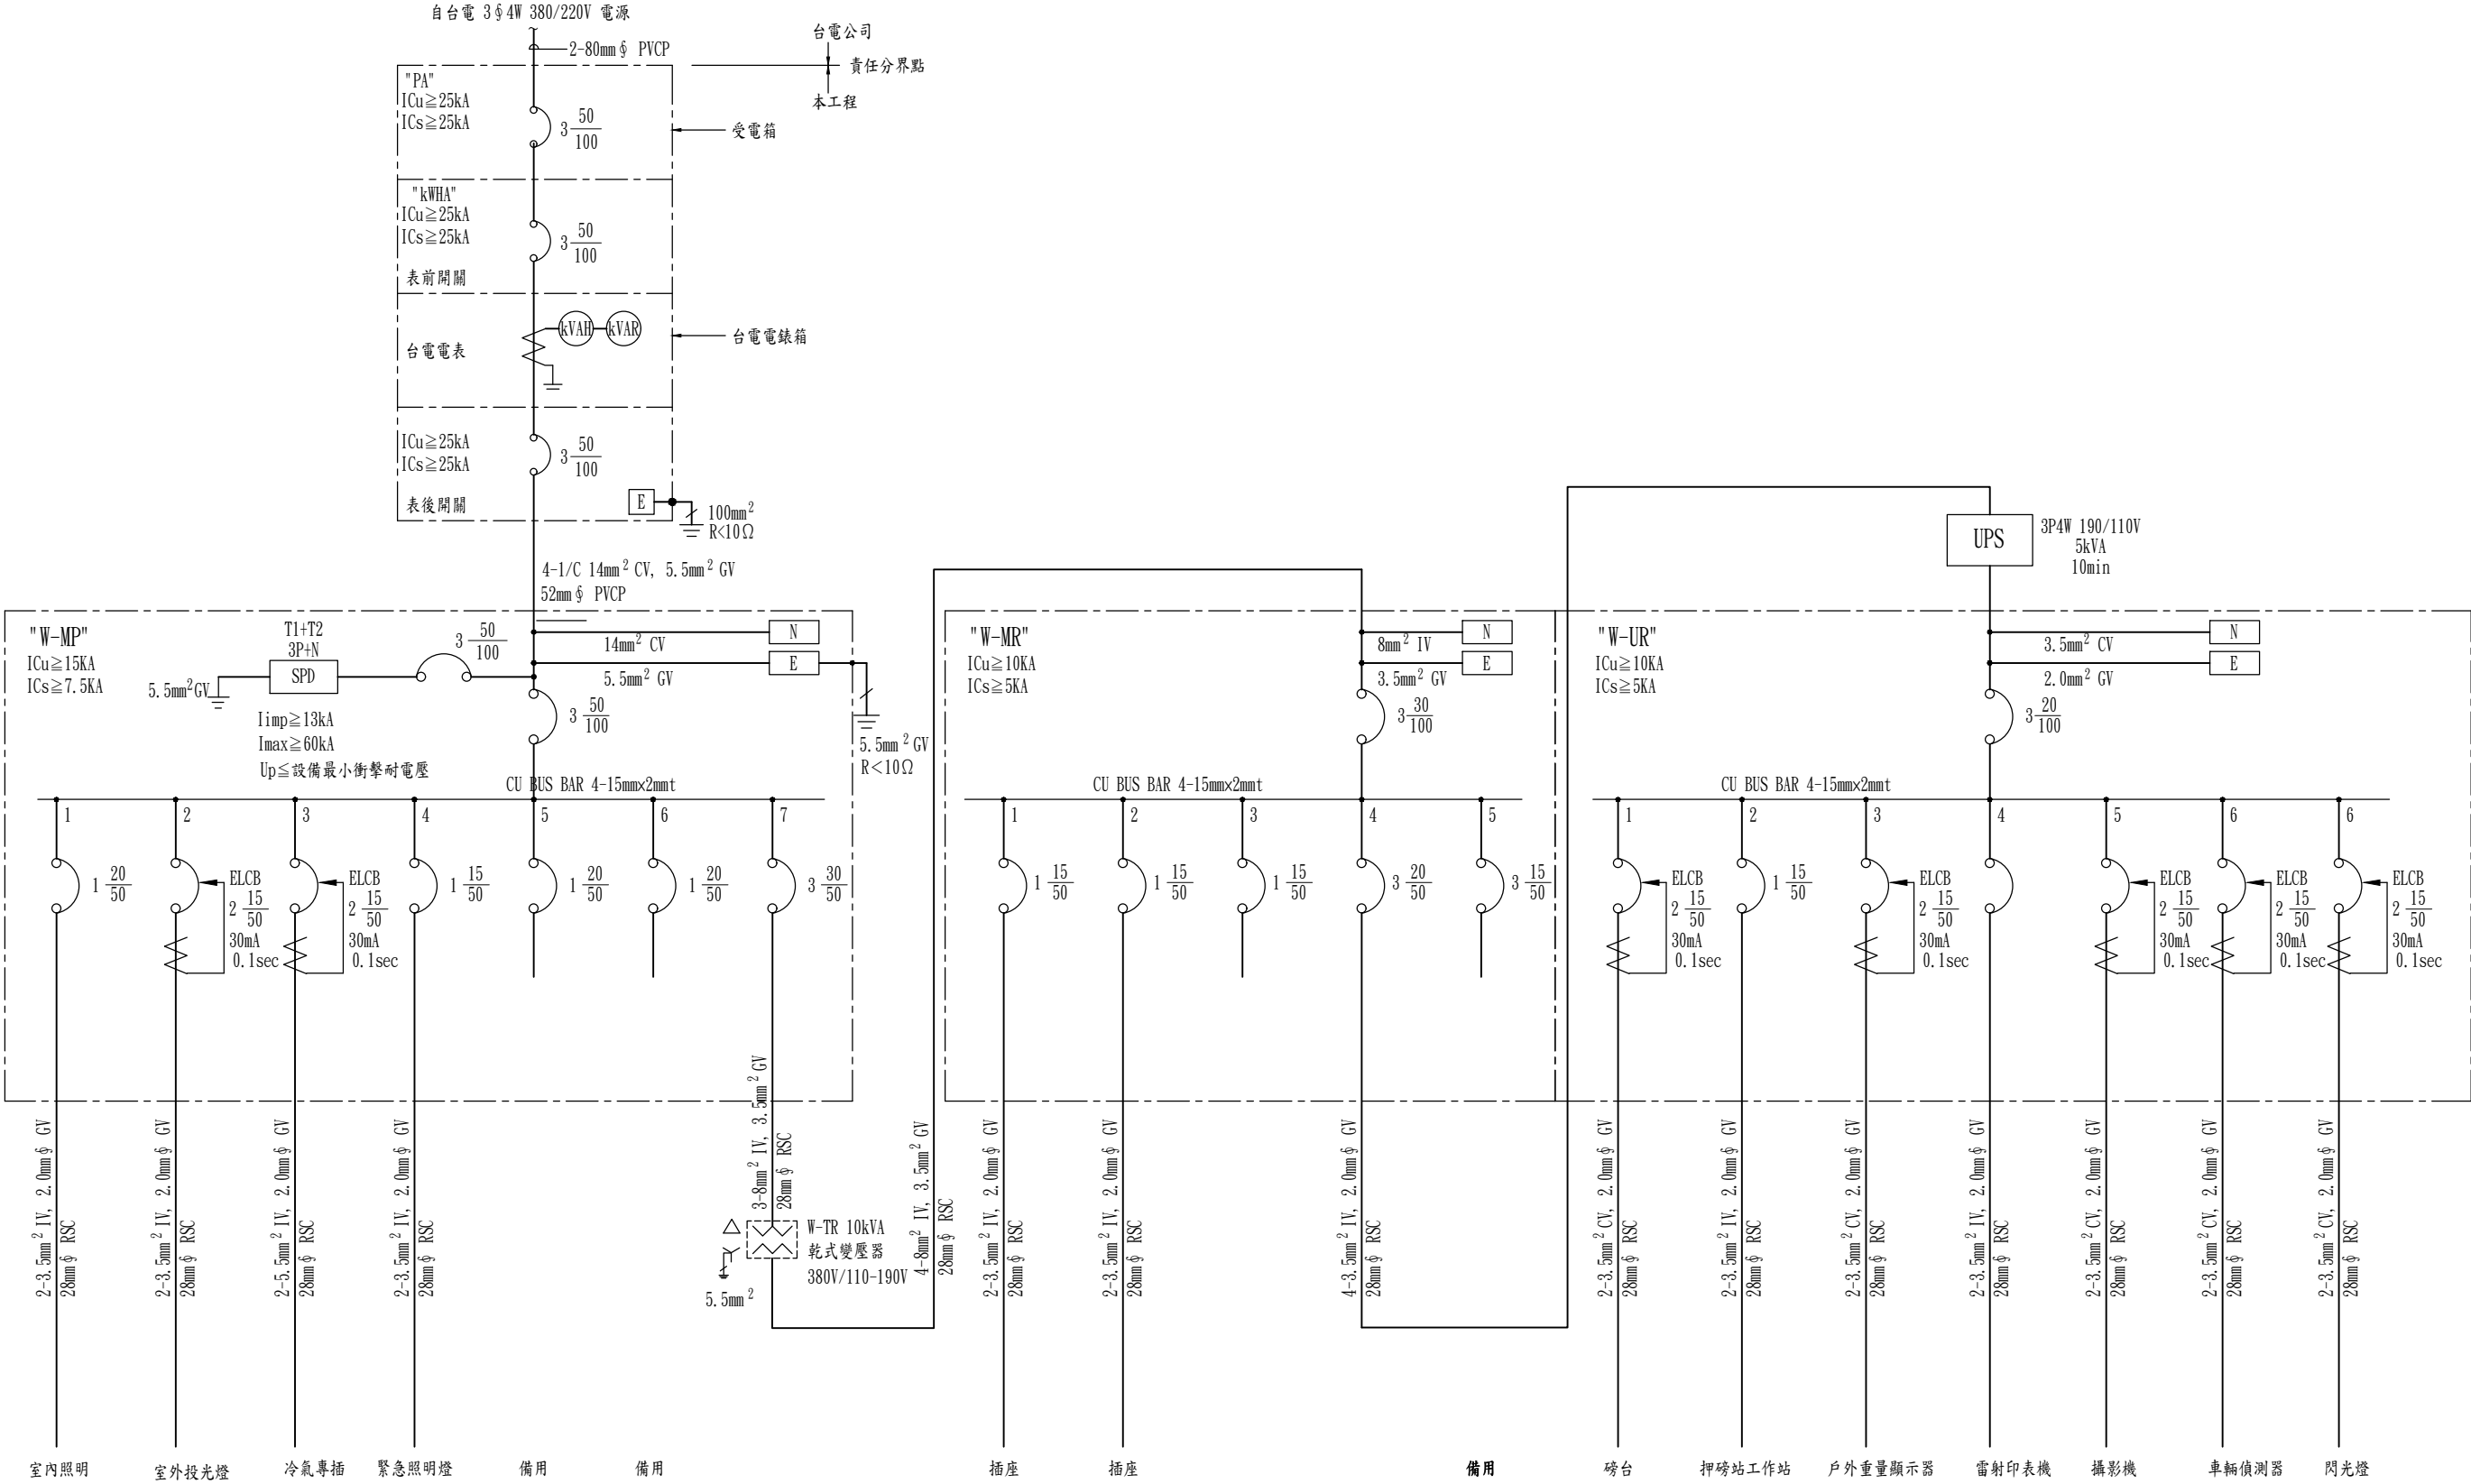 自台電 3∮4W 380/220V 電源
2-80mm∮ PVCP
台電公司
責任分界點
本工程
"PA"
ICu≧25kA
ICs≧25kA
3 50/100
受電箱
"kWHA"
ICu≧25kA
ICs≧25kA
3 50/100
表前開關
台電電表
kVAH
kVAR
台電電錶箱
ICu≧25kA
ICs≧25kA
3 50/100
表後開關
E
100mm²
R<10Ω
4-1/C 14mm² CV, 5.5mm² GV
52mm∮ PVCP
"W-MP"
ICu≧15KA
ICs≧7.5KA
T1+T2
3P+N
SPD
5.5mm² GV
3 50/100
Iimp≧13kA
Imax≧60kA
Up≦設備最小衝擊耐電壓
14mm² CV
N
5.5mm² GV
E
3 50/100
5.5mm² GV
R<10Ω
CU BUS BAR 4-15mmx2mmt
1
2
3
4
5
6
7
1 20/50
ELCB
2 15/50
30mA
0.1sec
ELCB
2 15/50
30mA
0.1sec
1 15/50
1 20/50
1 20/50
3 30/50
2-3.5mm² IV, 2.0mm∮ GV
28mm∮ RSC
2-3.5mm² IV, 2.0mm∮ GV
28mm∮ RSC
2-5.5mm² IV, 2.0mm∮ GV
28mm∮ RSC
2-3.5mm² IV, 2.0mm∮ GV
28mm∮ RSC
3-8mm² IV, 3.5mm² GV
28mm∮ RSC
W-TR 10kVA
乾式變壓器
380V/110-190V
5.5mm²
4-8mm² IV, 3.5mm² GV
28mm∮ RSC
室內照明
室外投光燈
冷氣專插
緊急照明燈
備用
備用
"W-MR"
ICu≧10KA
ICs≧5KA
8mm² IV
N
3.5mm² GV
E
3 30/100
CU BUS BAR 4-15mmx2mmt
1
2
3
4
5
1 15/50
1 15/50
1 15/50
3 20/50
3 15/50
2-3.5mm² IV, 2.0mm∮ GV
28mm∮ RSC
2-3.5mm² IV, 2.0mm∮ GV
28mm∮ RSC
4-3.5mm² IV, 2.0mm∮ GV
28mm∮ RSC
插座
插座
備用
UPS
3P4W 190/110V
5kVA
10min
"W-UR"
ICu≧10KA
ICs≧5KA
3.5mm² CV
N
2.0mm² GV
E
3 20/100
CU BUS BAR 4-15mmx2mmt
1
2
3
4
5
6
6
ELCB
2 15/50
30mA
0.1sec
1 15/50
ELCB
2 15/50
30mA
0.1sec
ELCB
2 15/50
30mA
0.1sec
ELCB
2 15/50
30mA
0.1sec
ELCB
2 15/50
30mA
0.1sec
2-3.5mm² CV, 2.0mm∮ GV
28mm∮ RSC
2-3.5mm² IV, 2.0mm∮ GV
28mm∮ RSC
2-3.5mm² CV, 2.0mm∮ GV
28mm∮ RSC
2-3.5mm² IV, 2.0mm∮ GV
28mm∮ RSC
2-3.5mm² CV, 2.0mm∮ GV
28mm∮ RSC
2-3.5mm² CV, 2.0mm∮ GV
28mm∮ RSC
2-3.5mm² CV, 2.0mm∮ GV
28mm∮ RSC
磅台
押磅站工作站
戶外重量顯示器
雷射印表機
攝影機
車輛偵測器
閃光燈